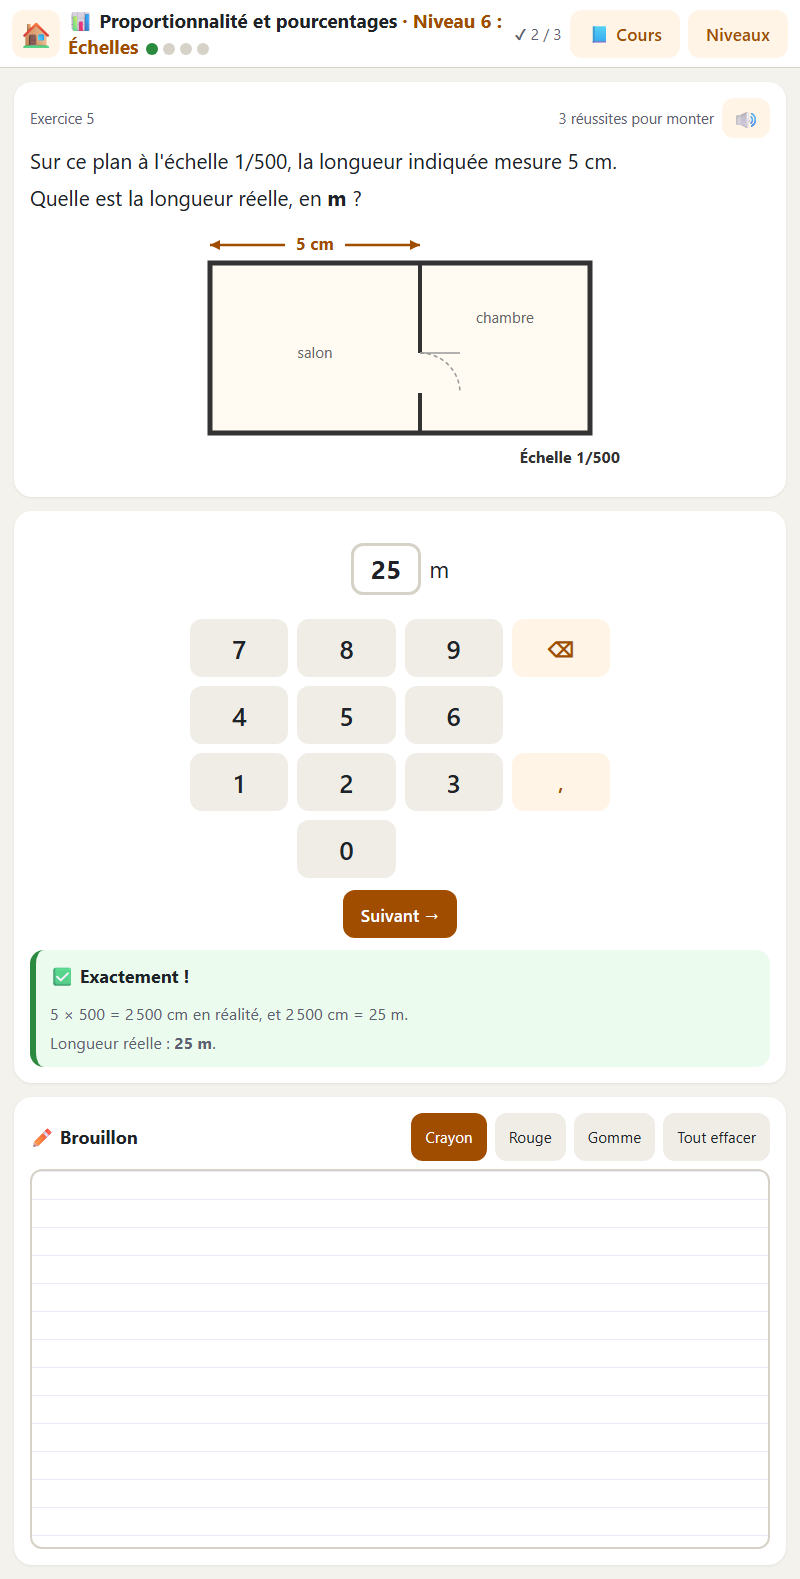 Proportionnalité et pourcentages · Niveau 6 :
Échelles
✓ 2 / 3
Cours
Niveaux
Exercice 5
3 réussites pour monter
Sur ce plan à l'échelle 1/500, la longueur indiquée mesure 5 cm.
Quelle est la longueur réelle, en m ?
5 cm
salon
chambre
Échelle 1/500
25 m
7 8 9 ⌫
4 5 6
1 2 3 ,
0
Suivant →
Exactement !
5 × 500 = 2 500 cm en réalité, et 2 500 cm = 25 m.
Longueur réelle : 25 m.
Brouillon
Crayon
Rouge
Gomme
Tout effacer